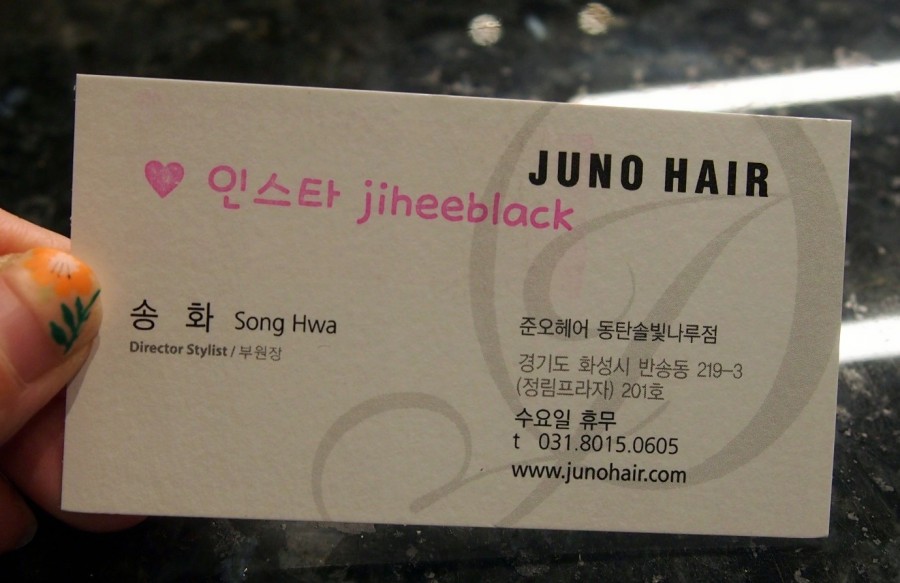 ♥ 인스타 jiheeblack
JUNO HAIR
송 화 Song Hwa
Director Stylist / 부원장
준오헤어 동탄솔빛나루점
경기도 화성시 반송동 219-3
(정림프라자) 201호
수요일 휴무
t 031.8015.0605
www.junohair.com